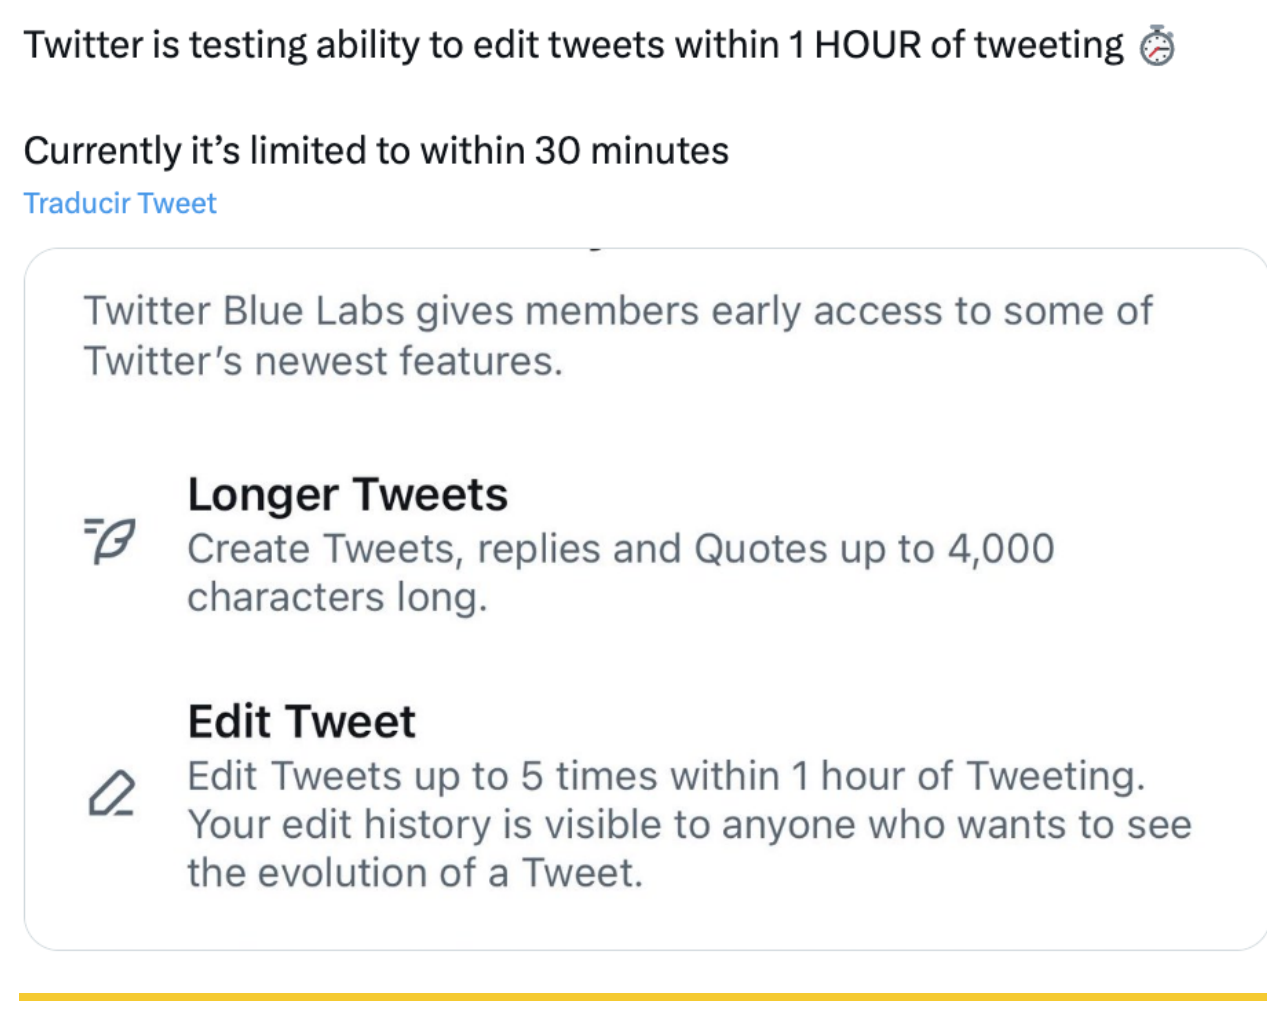 Twitter is testing ability to edit tweets within 1 HOUR of tweeting ⏱️
Currently it’s limited to within 30 minutes
Traducir Tweet
Twitter Blue Labs gives members early access to some of
Twitter’s newest features.
Longer Tweets
Create Tweets, replies and Quotes up to 4,000
characters long.
Edit Tweet
Edit Tweets up to 5 times within 1 hour of Tweeting.
Your edit history is visible to anyone who wants to see
the evolution of a Tweet.